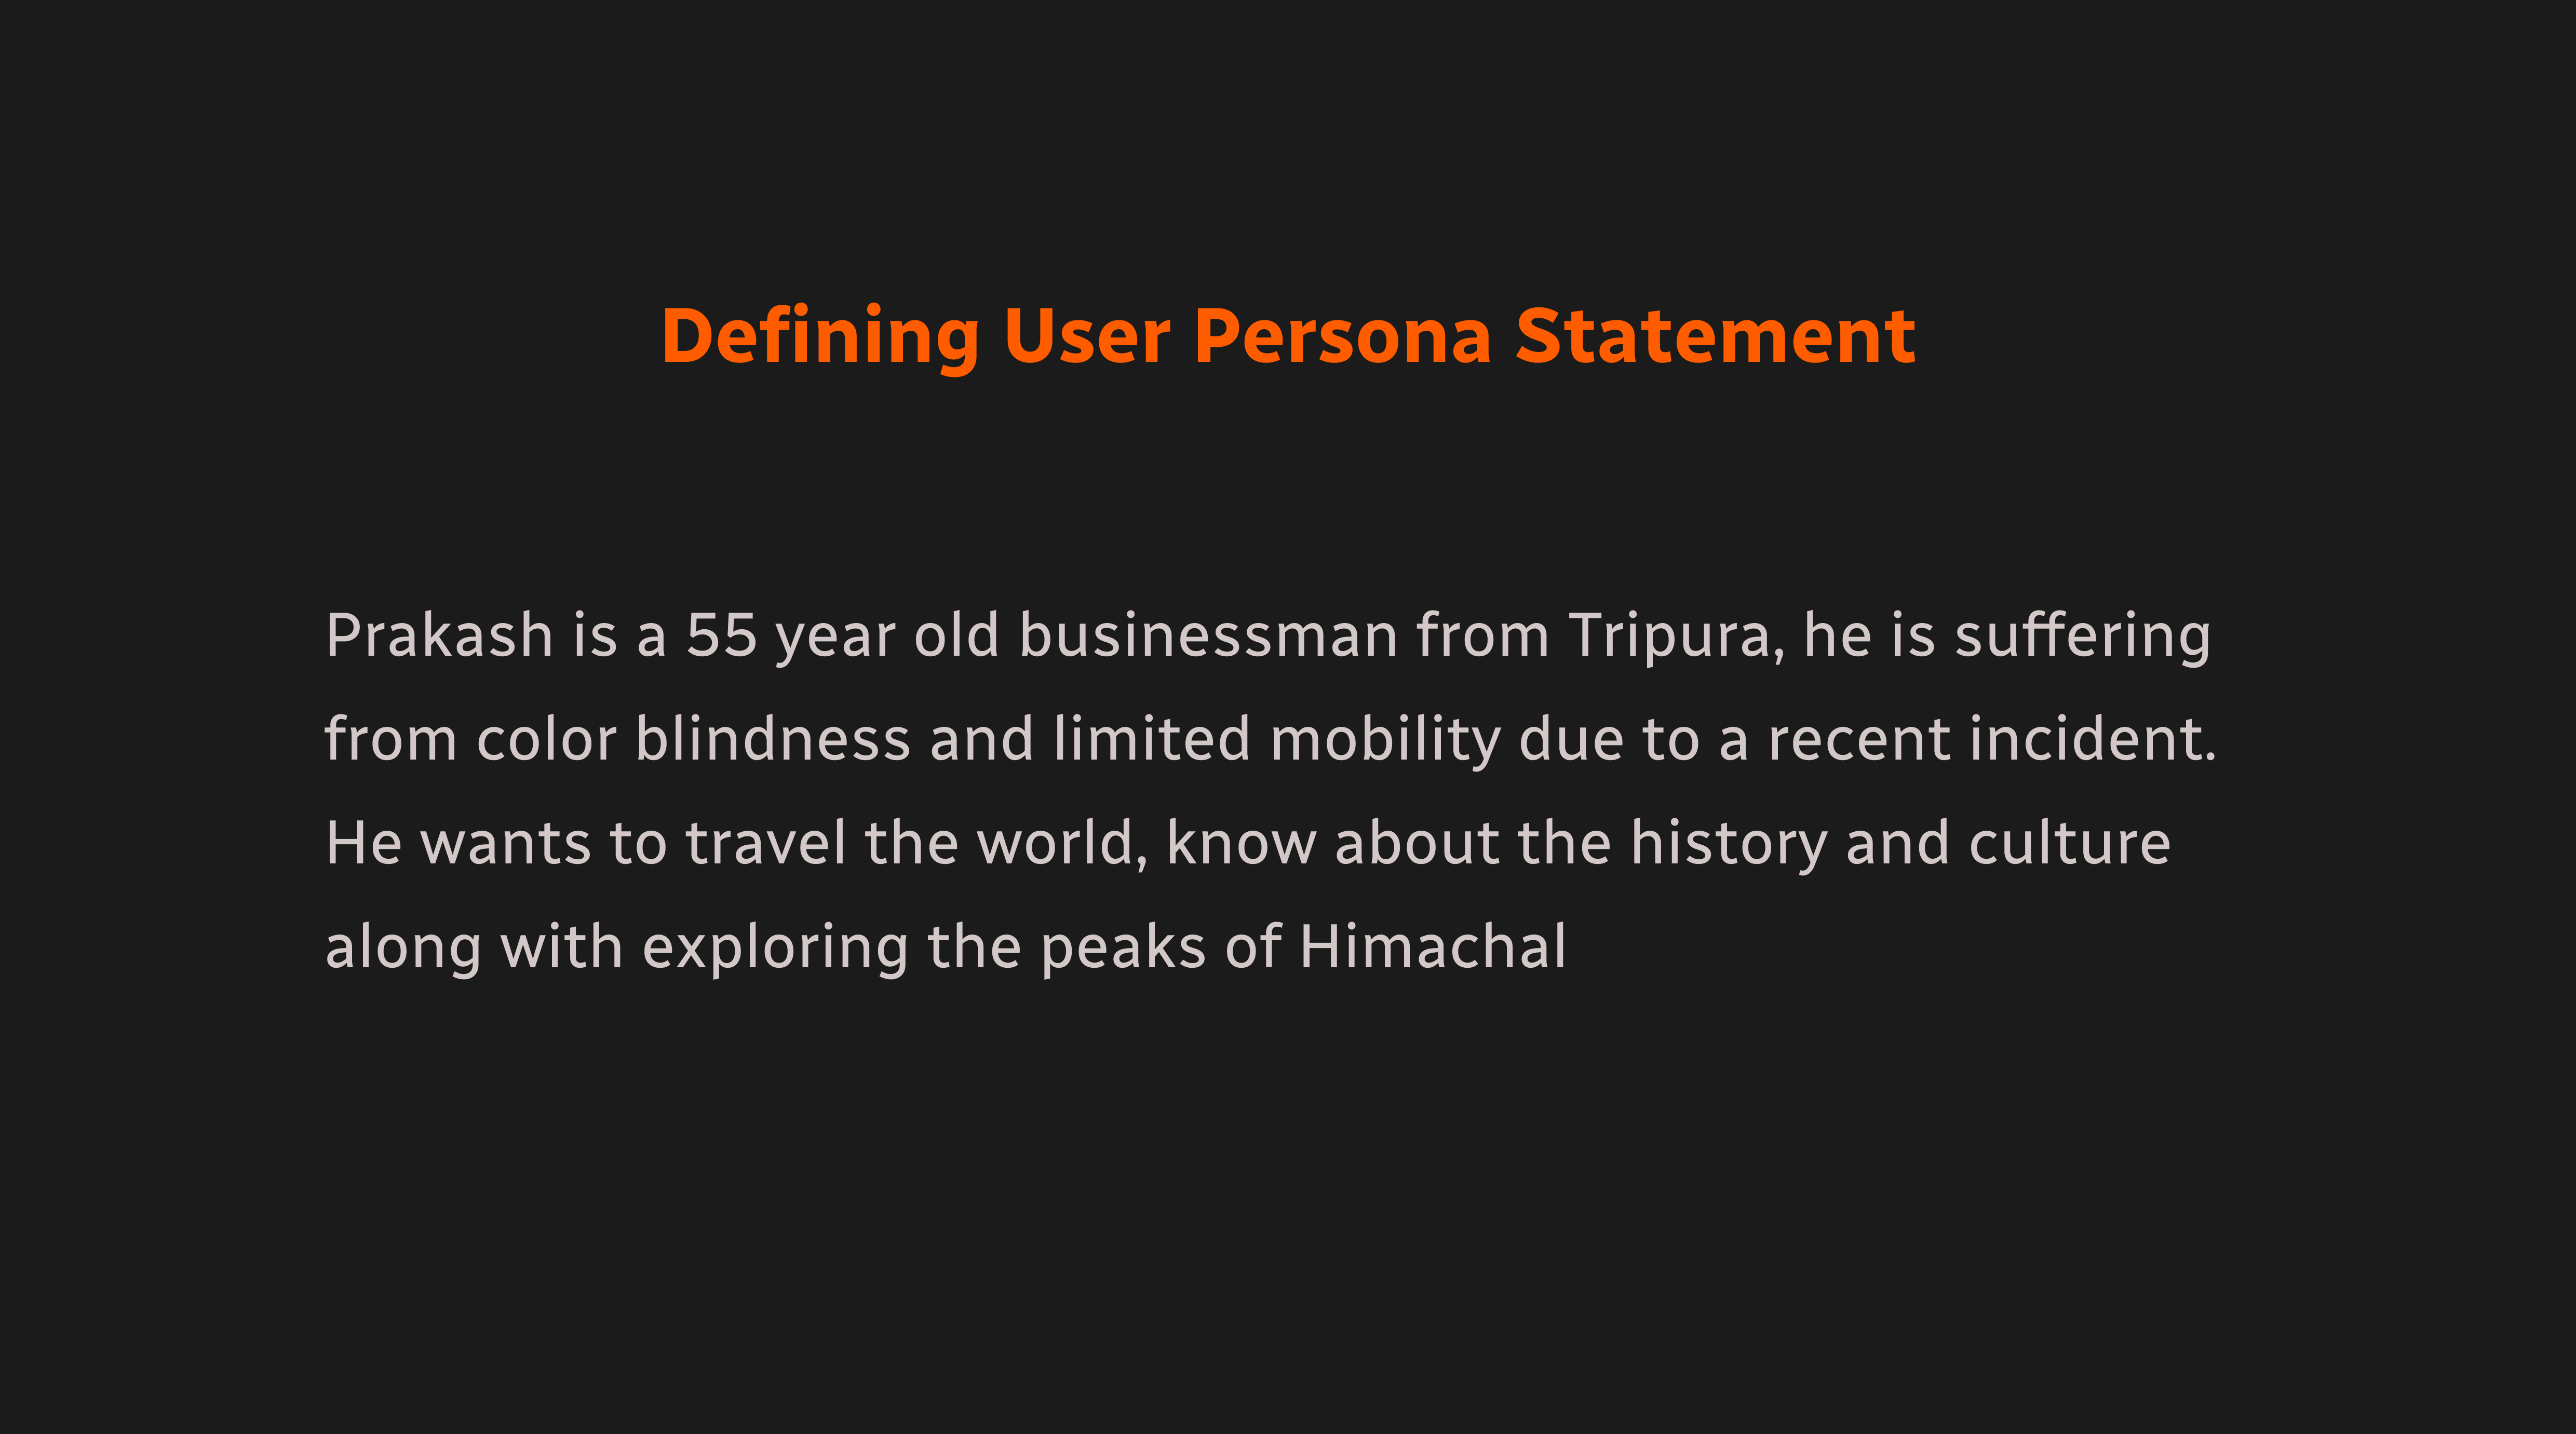 Defining User Persona Statement
Prakash is a 55 year old businessman from Tripura, he is suffering
from color blindness and limited mobility due to a recent incident.
He wants to travel the world, know about the history and culture
along with exploring the peaks of Himachal